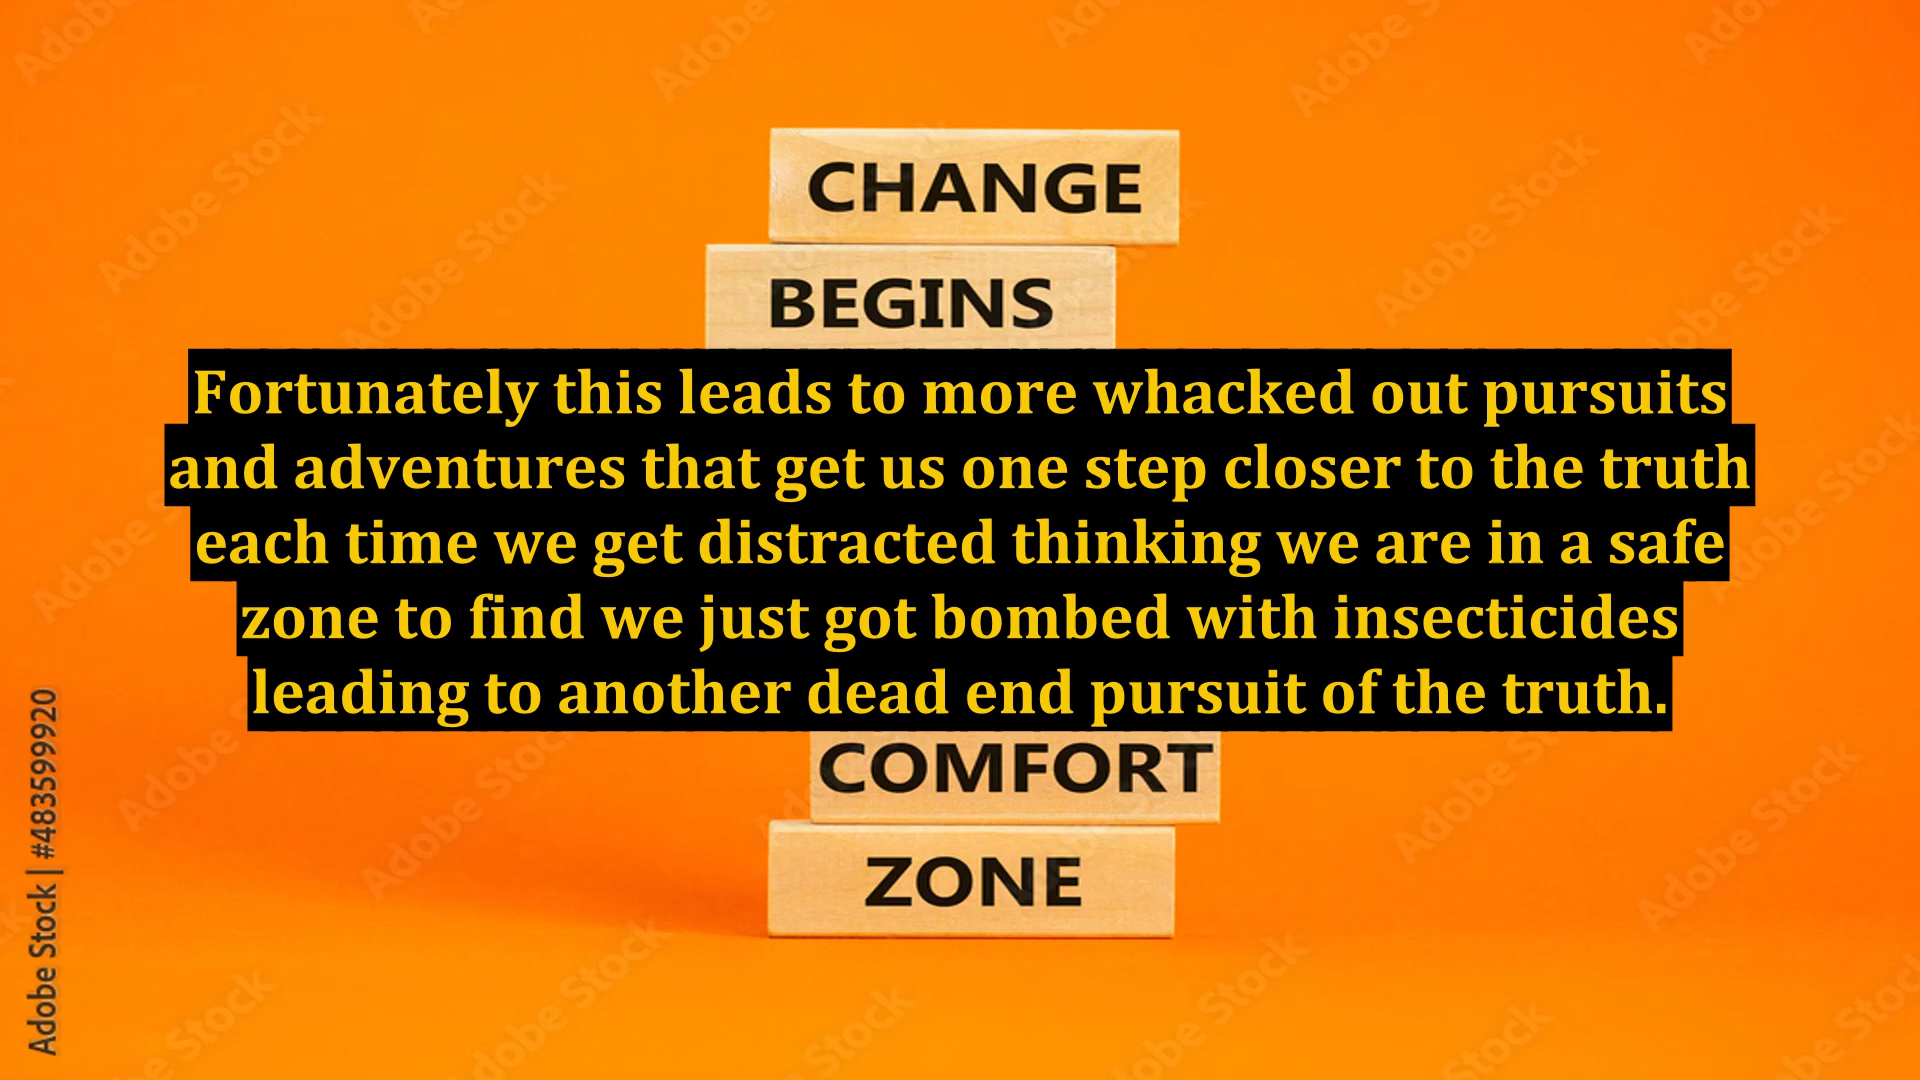 CHANGE
BEGINS
Fortunately this leads to more whacked out pursuits
and adventures that get us one step closer to the truth
each time we get distracted thinking we are in a safe
zone to find we just got bombed with insecticides
leading to another dead end pursuit of the truth.
COMFORT
ZONE
Adobe Stock | #483599920
Adobe Stock